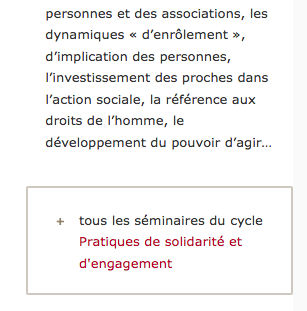 personnes et des associations, les
dynamiques « d’enrôlement »,
d’implication des personnes,
l’investissement des proches dans
l’action sociale, la référence aux
droits de l’homme, le
développement du pouvoir d’agir…
+ tous les séminaires du cycle
Pratiques de solidarité et
d'engagement